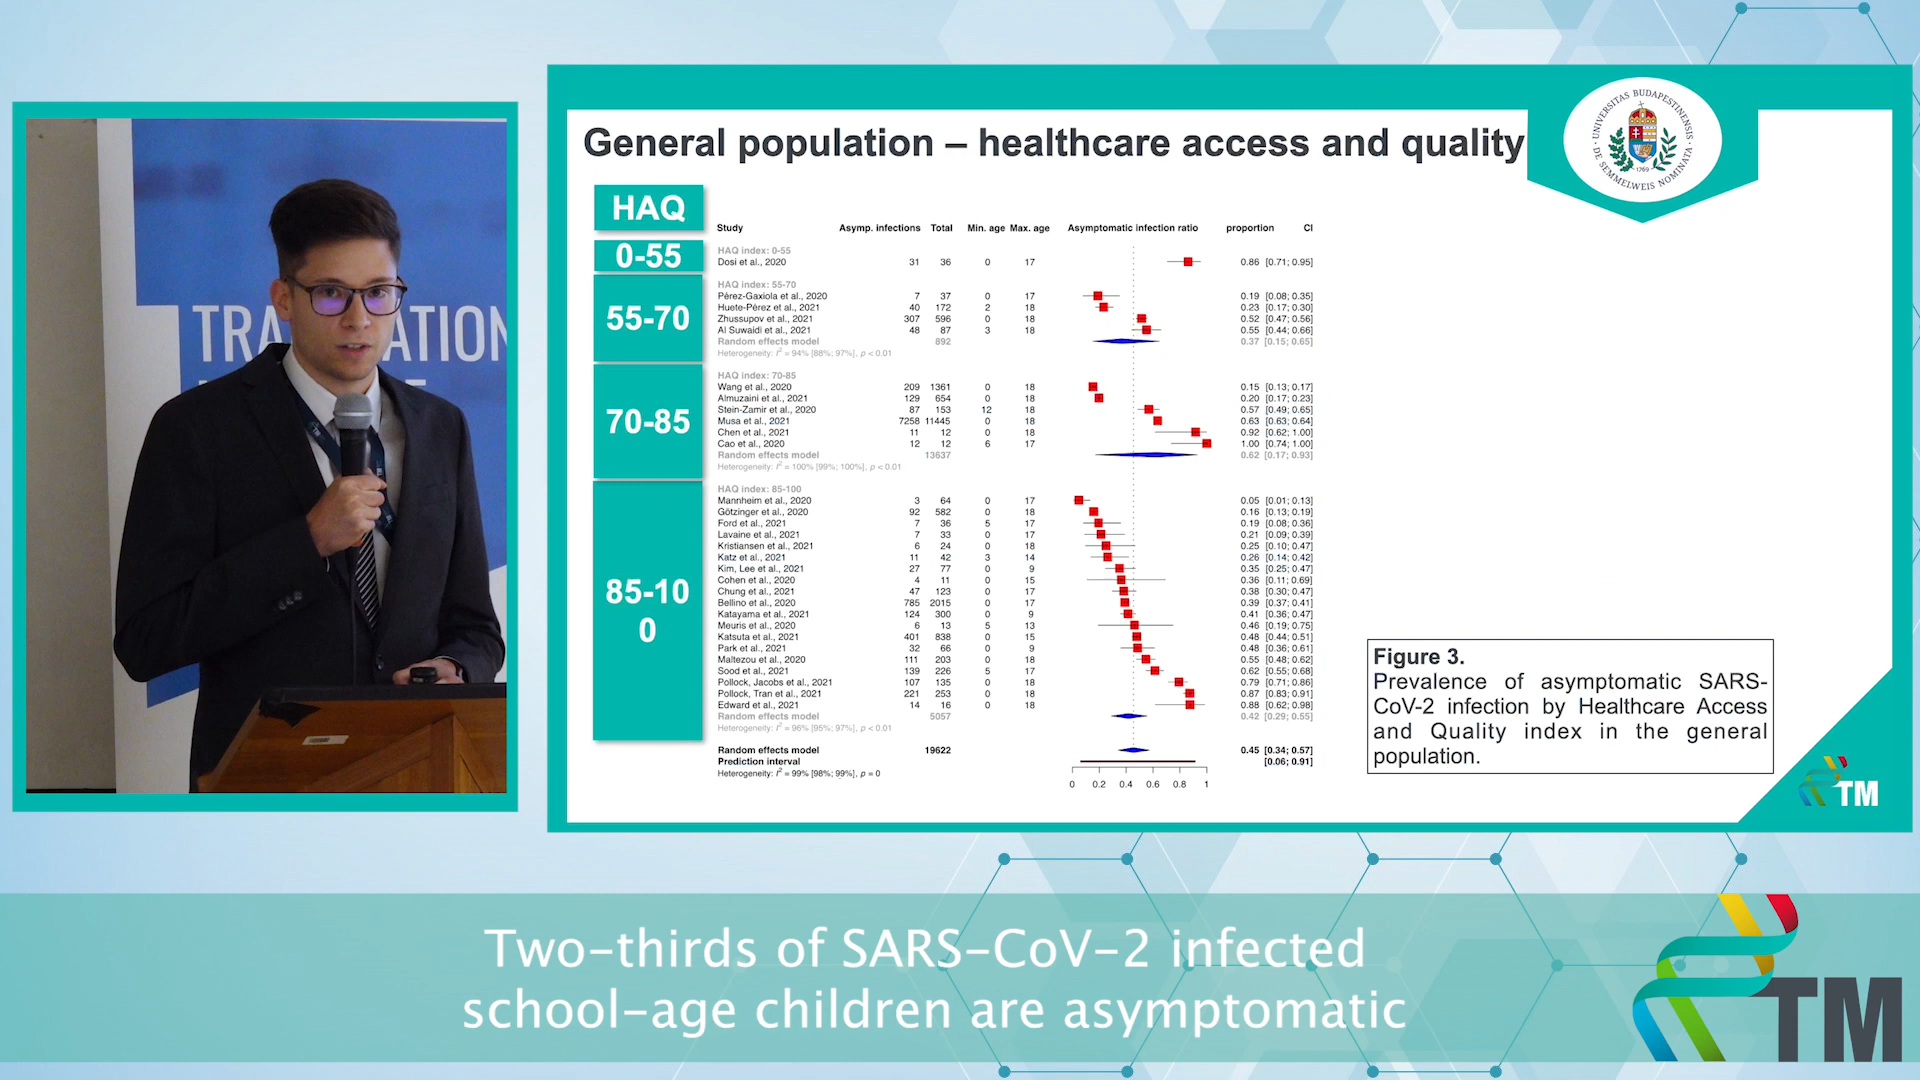 General population – healthcare access and quality
UNIVERSITAS BUDAPESTINENSIS DE SEMMELWEIS NOMINATA
1769
HAQ
0-55
55-70
70-85
85-10
0
Study Asymp. infections Total Min. age Max. age Asymptomatic infection ratio proportion CI
HAQ index: 0-55
Dosi et al., 2020 31 36 0 17 0.86 [0.71; 0.95]
HAQ index: 55-70
Pérez-Gaxiola et al., 2020 7 37 0 17 0.19 [0.08; 0.35]
Huete-Pérez et al., 2021 40 172 2 18 0.23 [0.17; 0.30]
Zhussupov et al., 2021 307 596 0 18 0.52 [0.47; 0.56]
Al Suwaidi et al., 2021 48 87 3 18 0.55 [0.44; 0.66]
Random effects model 892 0.37 [0.15; 0.65]
Heterogeneity: I² = 94% [88%; 97%], p < 0.01
HAQ index: 70-85
Wang et al., 2020 209 1361 0 18 0.15 [0.13; 0.17]
Almuzaini et al., 2021 129 654 0 18 0.20 [0.17; 0.23]
Stein-Zamir et al., 2020 87 153 12 18 0.57 [0.49; 0.65]
Musa et al., 2021 7258 11445 0 18 0.63 [0.63; 0.64]
Chen et al., 2021 11 12 0 18 0.92 [0.62; 1.00]
Cao et al., 2020 12 12 6 17 1.00 [0.74; 1.00]
Random effects model 13637 0.62 [0.17; 0.93]
Heterogeneity: I² = 100% [99%; 100%], p < 0.01
HAQ index: 85-100
Mannheim et al., 2020 3 64 0 17 0.05 [0.01; 0.13]
Götzinger et al., 2020 92 582 0 18 0.16 [0.13; 0.19]
Ford et al., 2021 7 36 5 17 0.19 [0.08; 0.36]
Lavaine et al., 2021 7 33 0 17 0.21 [0.09; 0.39]
Kristiansen et al., 2021 6 24 0 18 0.25 [0.10; 0.47]
Katz et al., 2021 11 42 3 14 0.26 [0.14; 0.42]
Kim, Lee et al., 2021 27 77 0 9 0.35 [0.25; 0.47]
Cohen et al., 2020 4 11 0 15 0.36 [0.11; 0.69]
Chung et al., 2021 47 123 0 17 0.38 [0.30; 0.47]
Bellino et al., 2020 785 2015 0 17 0.39 [0.37; 0.41]
Katayama et al., 2021 124 300 0 9 0.41 [0.36; 0.47]
Meuris et al., 2020 6 13 5 13 0.46 [0.19; 0.75]
Katsuta et al., 2021 401 838 0 15 0.48 [0.44; 0.51]
Park et al., 2021 32 66 0 9 0.48 [0.36; 0.61]
Maltezou et al., 2020 111 203 0 18 0.55 [0.48; 0.62]
Sood et al., 2021 139 226 5 17 0.62 [0.55; 0.68]
Pollock, Jacobs et al., 2021 107 135 0 18 0.79 [0.71; 0.86]
Pollock, Tran et al., 2021 221 253 0 18 0.87 [0.83; 0.91]
Edward et al., 2021 14 16 0 18 0.88 [0.62; 0.98]
Random effects model 5057 0.42 [0.29; 0.55]
Heterogeneity: I² = 96% [95%; 97%], p < 0.01
Random effects model 19622 0.45 [0.34; 0.57]
Prediction interval [0.06; 0.91]
Heterogeneity: I² = 99% [98%; 99%], p = 0
0 0.2 0.4 0.6 0.8 1
Figure 3.
Prevalence of asymptomatic SARS-
CoV-2 infection by Healthcare Access
and Quality index in the general
population.
TM
Two-thirds of SARS-CoV-2 infected
school-age children are asymptomatic
TM